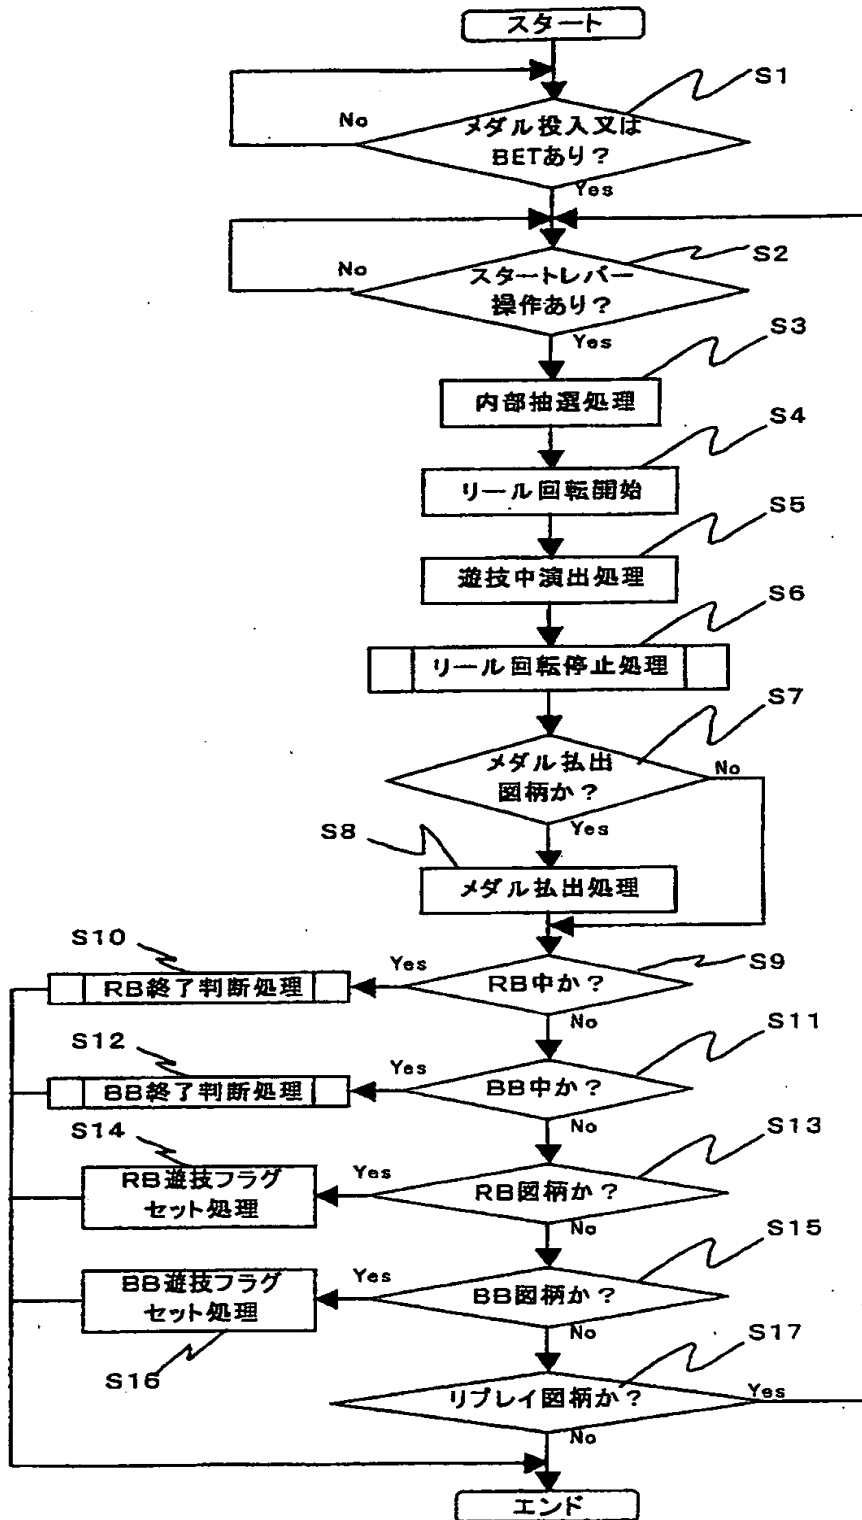 スタート
S1
No
メダル投入又は
BETあり?
Yes
S2
No
スタートレバー
操作あり?
Yes
S3
内部抽選処理
S4
リール回転開始
S5
遊技中演出処理
S6
リール回転停止処理
S7
メダル払出
図柄か?
No
Yes
S8
メダル払出処理
S10
Yes
S9
RB終了判断処理
RB中か?
No
S12
Yes
S11
BB終了判断処理
BB中か?
No
S14
Yes
S13
RB遊技フラグ
セット処理
RB図柄か?
No
S15
BB遊技フラグ
セット処理
Yes
BB図柄か?
No
S16
S17
リプレイ図柄か?
Yes
No
エンド